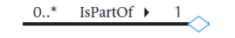 0..* IsPartOf ▸ 1